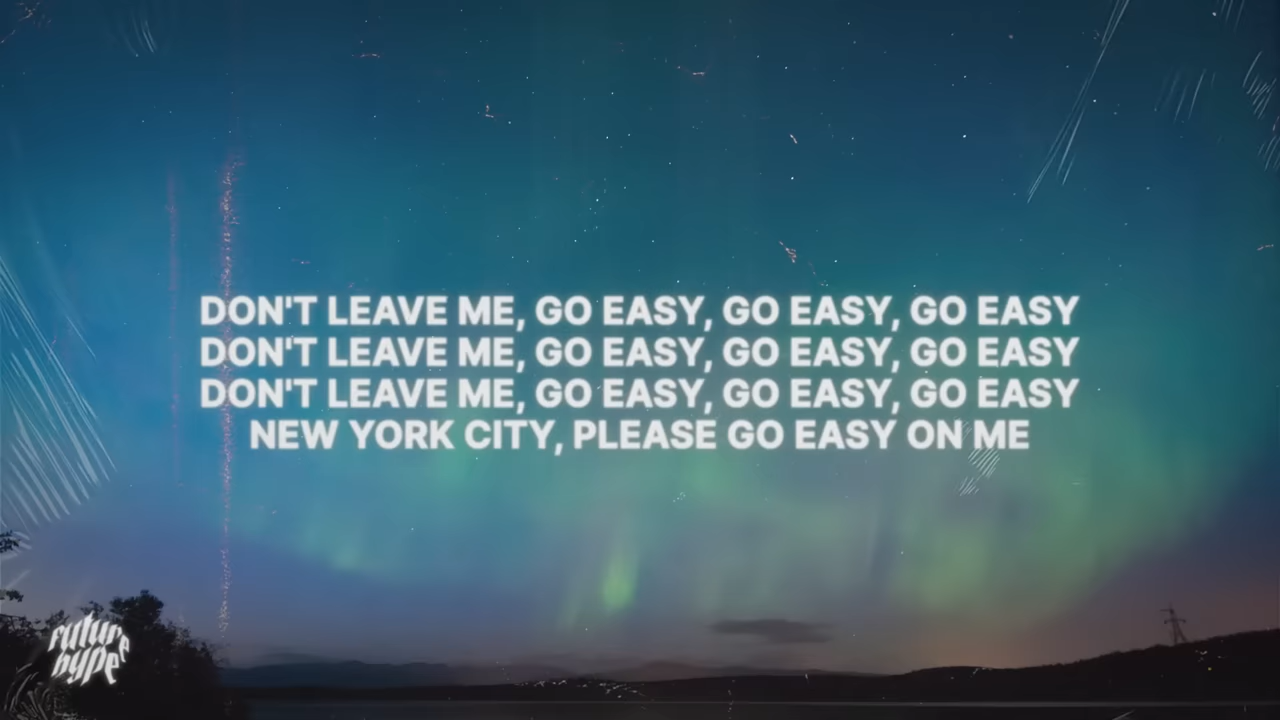 DON'T LEAVE ME, GO EASY, GO EASY, GO EASY
DON'T LEAVE ME, GO EASY, GO EASY, GO EASY
DON'T LEAVE ME, GO EASY, GO EASY, GO EASY
NEW YORK CITY, PLEASE GO EASY ON ME
future
hype